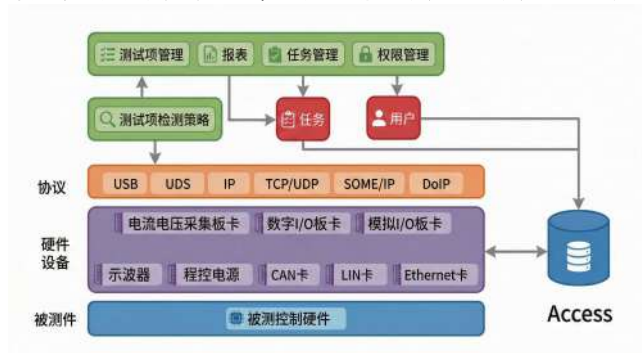 测试项管理 报表 任务管理 权限管理
测试项检测策略 任务 用户
协议 USB UDS IP TCP/UDP SOME/IP DoIP
电流电压采集板卡 数字I/O板卡 模拟I/O板卡
硬件
设备
示波器 程控电源 CAN卡 LIN卡 Ethernet卡
Access
被测件 被测控制硬件